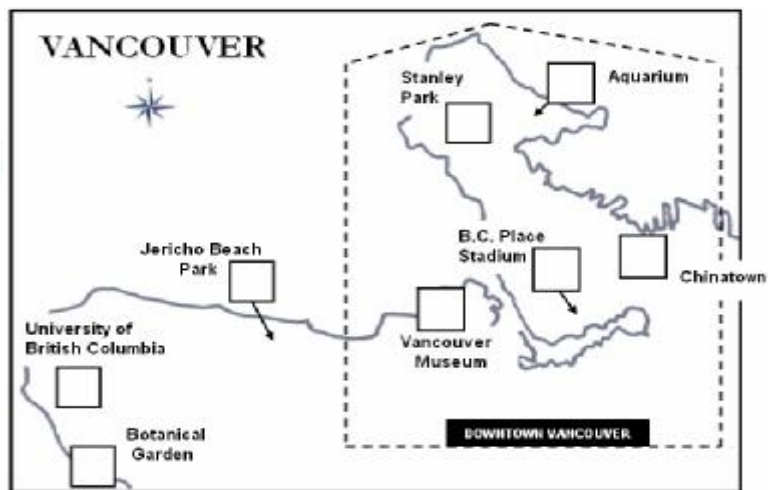 VANCOUVER
Stanley
Park
Aquarium
Jericho Beach
Park
B.C. Place
Stadium
Chinatown
University of
British Columbia
Vancouver
Museum
Botanical
Garden
DOWNTOWN VANCOUVER